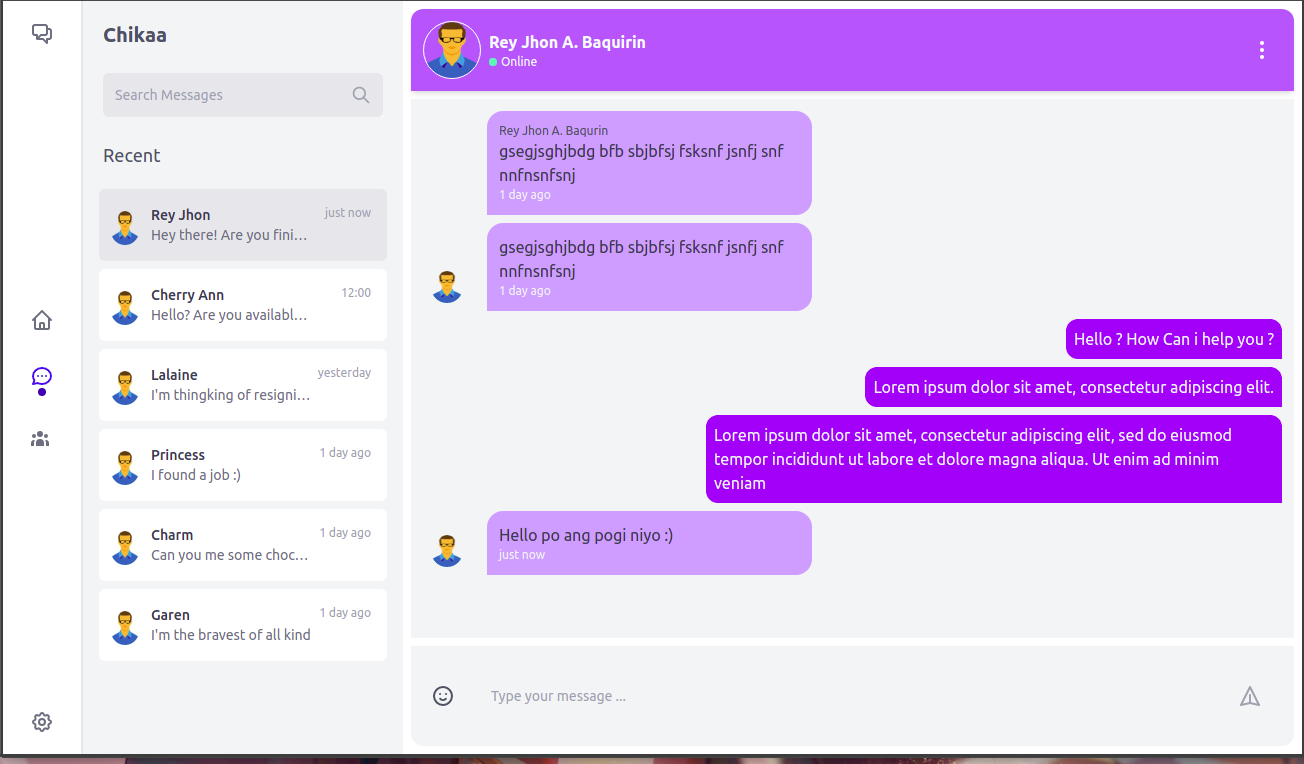 Chikaa
Search Messages
Recent
Rey Jhon
just now
Hey there! Are you fini...
Cherry Ann
12:00
Hello? Are you availabl...
Lalaine
yesterday
I'm thingking of resigni...
Princess
1 day ago
I found a job :)
Charm
1 day ago
Can you me some choc...
Garen
1 day ago
I'm the bravest of all kind
Rey Jhon A. Baquirin
Online
Rey Jhon A. Baqurin
gsegjsghjbdg bfb sbjbfsj fsksnf jsnfj snf
nnfnsnfsnj
1 day ago
gsegjsghjbdg bfb sbjbfsj fsksnf jsnfj snf
nnfnsnfsnj
1 day ago
Hello ? How Can i help you ?
Lorem ipsum dolor sit amet, consectetur adipiscing elit.
Lorem ipsum dolor sit amet, consectetur adipiscing elit, sed do eiusmod
tempor incididunt ut labore et dolore magna aliqua. Ut enim ad minim
veniam
Hello po ang pogi niyo :)
just now
Type your message ...